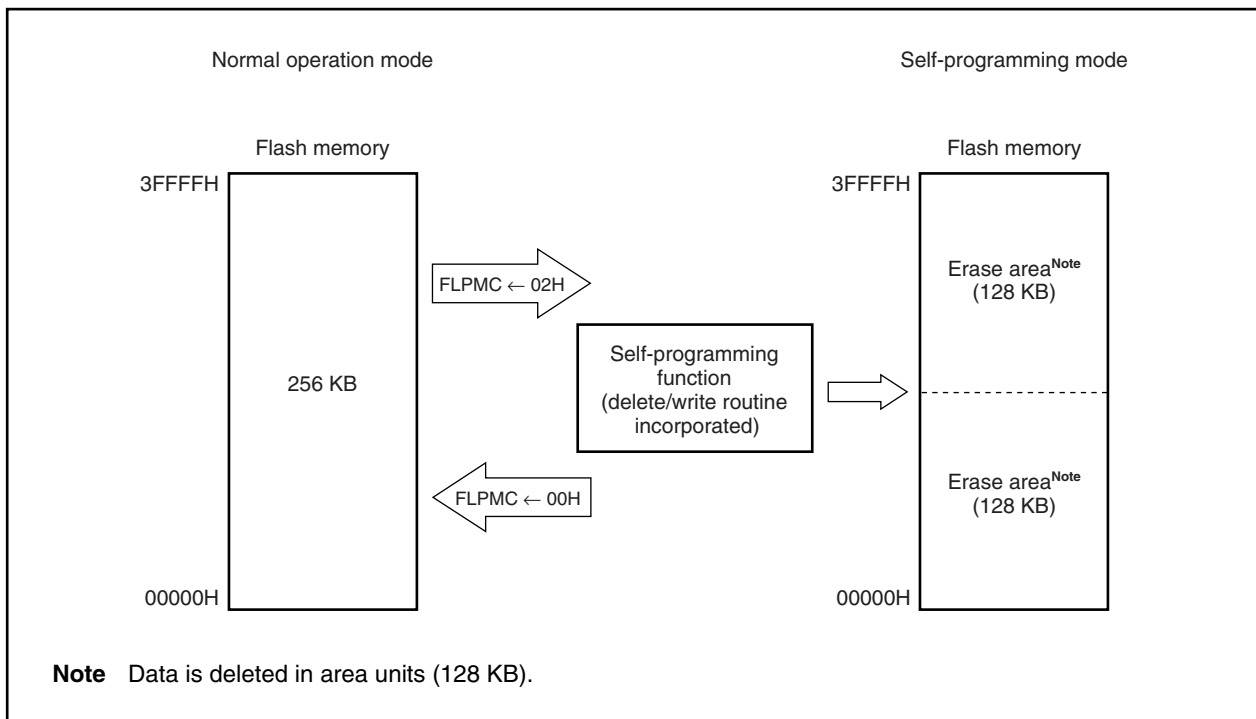 Normal operation mode
Self-programming mode
Flash memory
3FFFFH
256 KB
00000H
FLPMC ← 02H
FLPMC ← 00H
Self-programming
function
(delete/write routine
incorporated)
Flash memory
3FFFFH
Erase areaNote
(128 KB)
Erase areaNote
(128 KB)
00000H
Note Data is deleted in area units (128 KB).